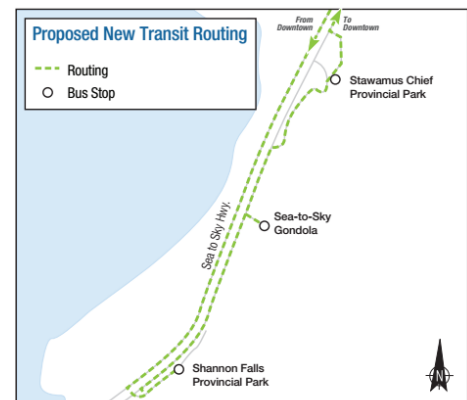 Proposed New Transit Routing
Routing
Bus Stop
From
Downtown
To
Downtown
Stawamus Chief
Provincial Park
Sea to Sky Hwy.
Sea-to-Sky
Gondola
Shannon Falls
Provincial Park
N